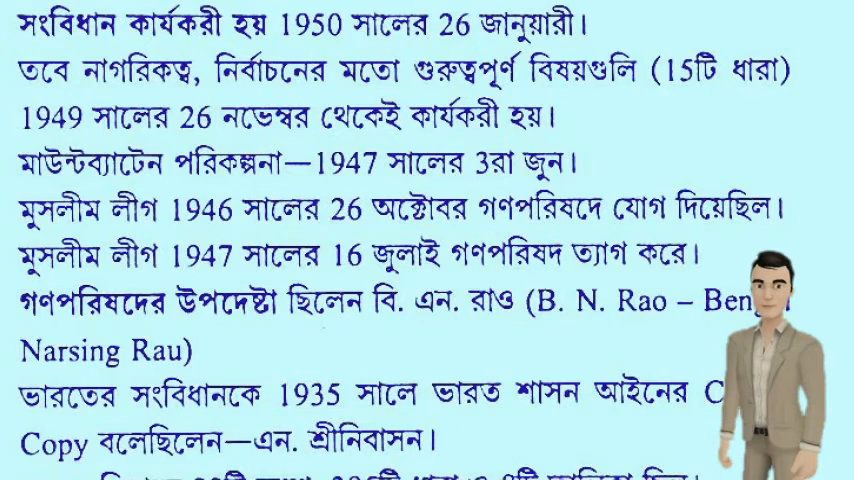 সংবিধান কার্যকরী হয় 1950 সালের 26 জানুয়ারী।
তবে নাগরিকত্ব, নির্বাচনের মতো গুরুত্বপূর্ণ বিষয়গুলি (15টি ধারা)
1949 সালের 26 নভেম্বর থেকেই কার্যকরী হয়।
মাউন্টব্যাটেন পরিকল্পনা—1947 সালের 3রা জুন।
মুসলীম লীগ 1946 সালের 26 অক্টোবর গণপরিষদে যোগ দিয়েছিল।
মুসলীম লীগ 1947 সালের 16 জুলাই গণপরিষদ ত্যাগ করে।
গণপরিষদের উপদেষ্টা ছিলেন বি. এন. রাও (B. N. Rao –
Narsing Rau)
ভারতের সংবিধানকে 1935 সালে ভারত শাসন আইনের
Copy বলেছিলেন—এন. শ্রীনিবাসন।